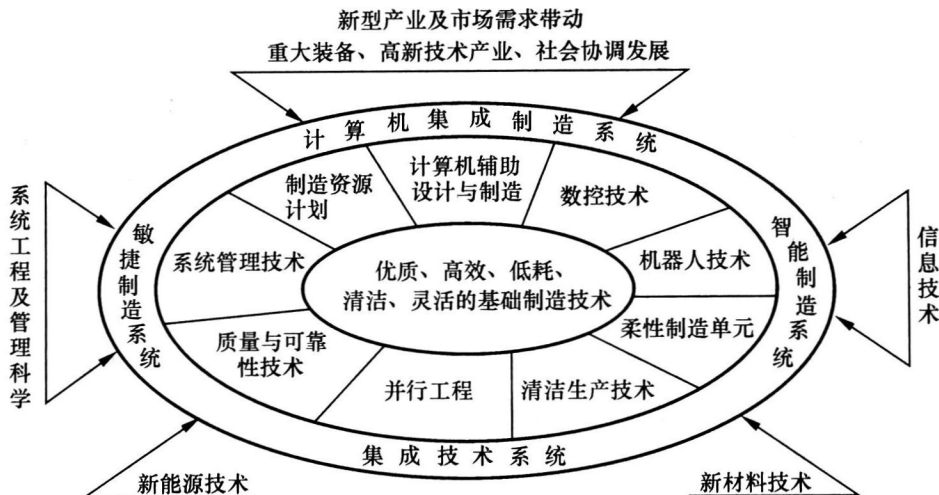 新型产业及市场需求带动
重大装备、高新技术产业、社会协调发展
计算机集成制造系统
制造资源
计划
计算机辅助
设计与制造
数控技术
系统工程及管理科学
敏捷制造系统
系统管理技术
优质、高效、低耗、
清洁、灵活的基础制造技术
机器人技术
智能制造系统
信息技术
质量与可靠
性技术
并行工程
清洁生产技术
柔性制造单元
集成技术系统
新能源技术
新材料技术